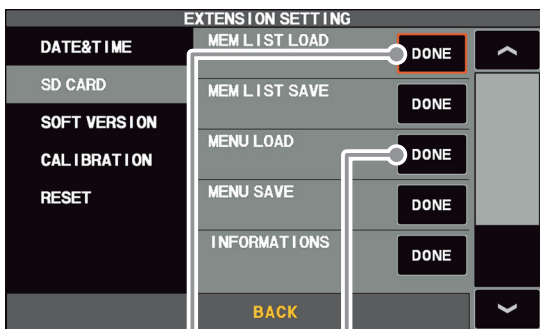 EXTENSION SETTING
DATE&TIME
SD CARD
SOFT VERSION
CALIBRATION
RESET
MEM LIST LOAD
DONE
MEM LIST SAVE
DONE
MENU LOAD
DONE
MENU SAVE
DONE
INFORMATIONS
DONE
BACK